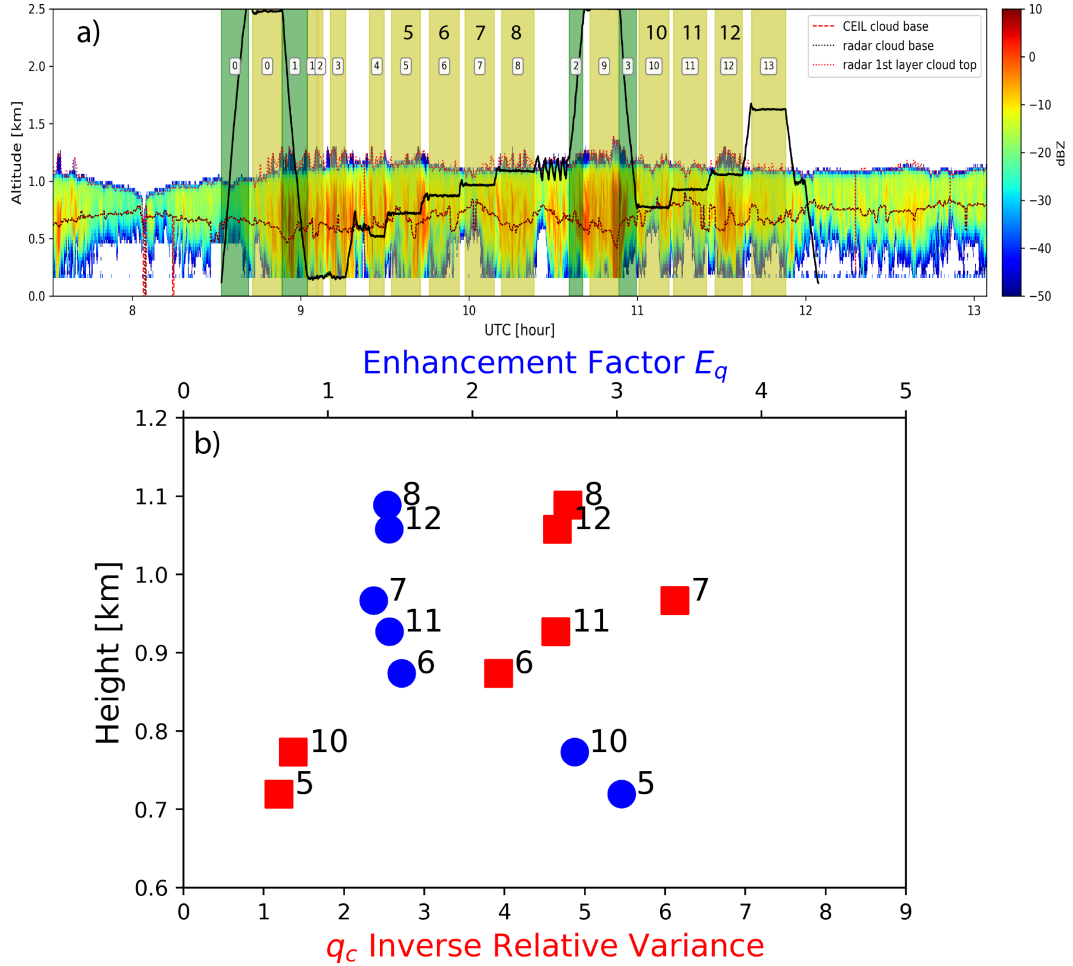 a)
5 6 7 8 10 11 12
0 0 1 1 2 3 4 5 6 7 8 2 9 3 10 11 12 13
CEIL cloud base
radar cloud base
radar 1st layer cloud top
2.5
2.0
1.5
1.0
0.5
0.0
Altitude [km]
8 9 10 11 12 13
UTC [hour]
10
0
−10
−20
−30
−40
−50
dBZ
Enhancement Factor Eq
0 1 2 3 4 5
b)
1.2
1.1
1.0
0.9
0.8
0.7
0.6
Height [km]
8 8
12 12
7 7
11 11
6 6
10 10
5 5
0 1 2 3 4 5 6 7 8 9
qc Inverse Relative Variance